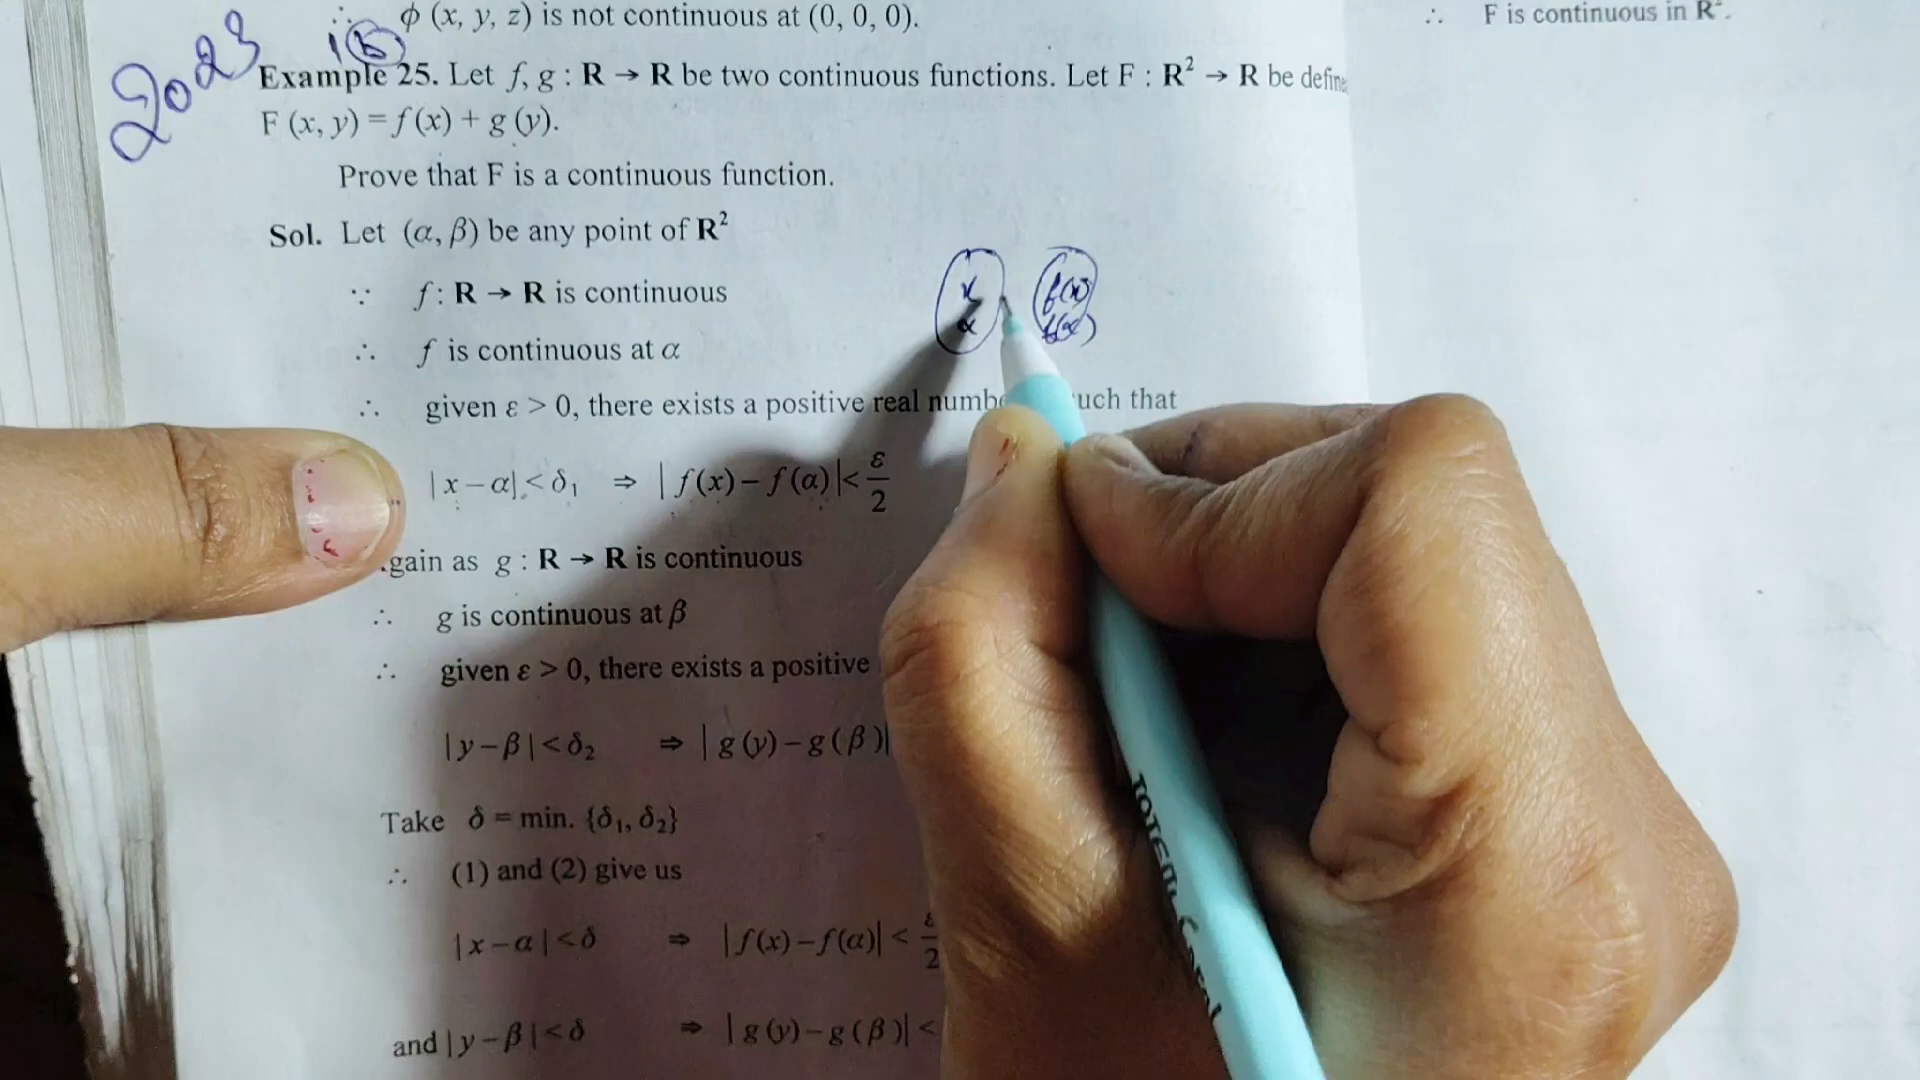 ∴ ϕ (x, y, z) is not continuous at (0, 0, 0).
∴ F is continuous in R².
2023 1(b)
Example 25. Let f, g : R → R be two continuous functions. Let F : R² → R be
F (x, y) = f (x) + g (y).
Prove that F is a continuous function.
Sol. Let (α, β) be any point of R²
∵ f : R → R is continuous
x f(x)
α f(α)
∴ f is continuous at α
∴ given ε > 0, there exists a positive real such that
| x – α | < δ₁ ⇒ | f (x) – f (α) | < ε/2
gain as g : R → R is continuous
∴ g is continuous at β
∴ given ε > 0, there exists a positive
| y – β | < δ₂ ⇒ | g (y) – g ( β ) |
Take δ = min. {δ₁, δ₂}
∴ (1) and (2) give us
| x – α | < δ ⇒ | f (x) – f (α) | < ε/2
and | y – β | < δ ⇒ | g (y) – g ( β ) | <